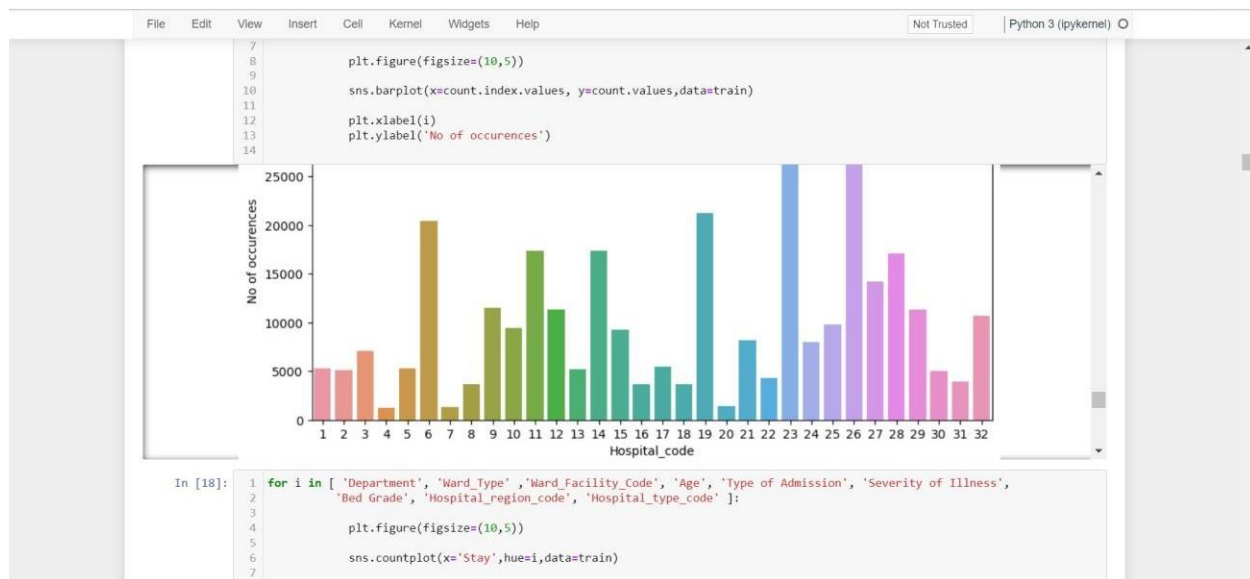 File Edit View Insert Cell Kernel Widgets Help Not Trusted Python 3 (ipykernel)
7
8 plt.figure(figsize=(10,5))
9
10 sns.barplot(x=count.index.values, y=count.values,data=train)
11
12 plt.xlabel(i)
13 plt.ylabel('No of occurences')
14
No of occurences
25000
20000
15000
10000
5000
0
1 2 3 4 5 6 7 8 9 10 11 12 13 14 15 16 17 18 19 20 21 22 23 24 25 26 27 28 29 30 31 32
Hospital_code
In [18]:
1 for i in [ 'Department', 'Ward_Type' ,'Ward_Facility_Code', 'Age', 'Type of Admission', 'Severity of Illness',
2 'Bed Grade', 'Hospital_region_code', 'Hospital_type_code' ]:
3
4 plt.figure(figsize=(10,5))
5
6 sns.countplot(x='Stay',hue=i,data=train)
7